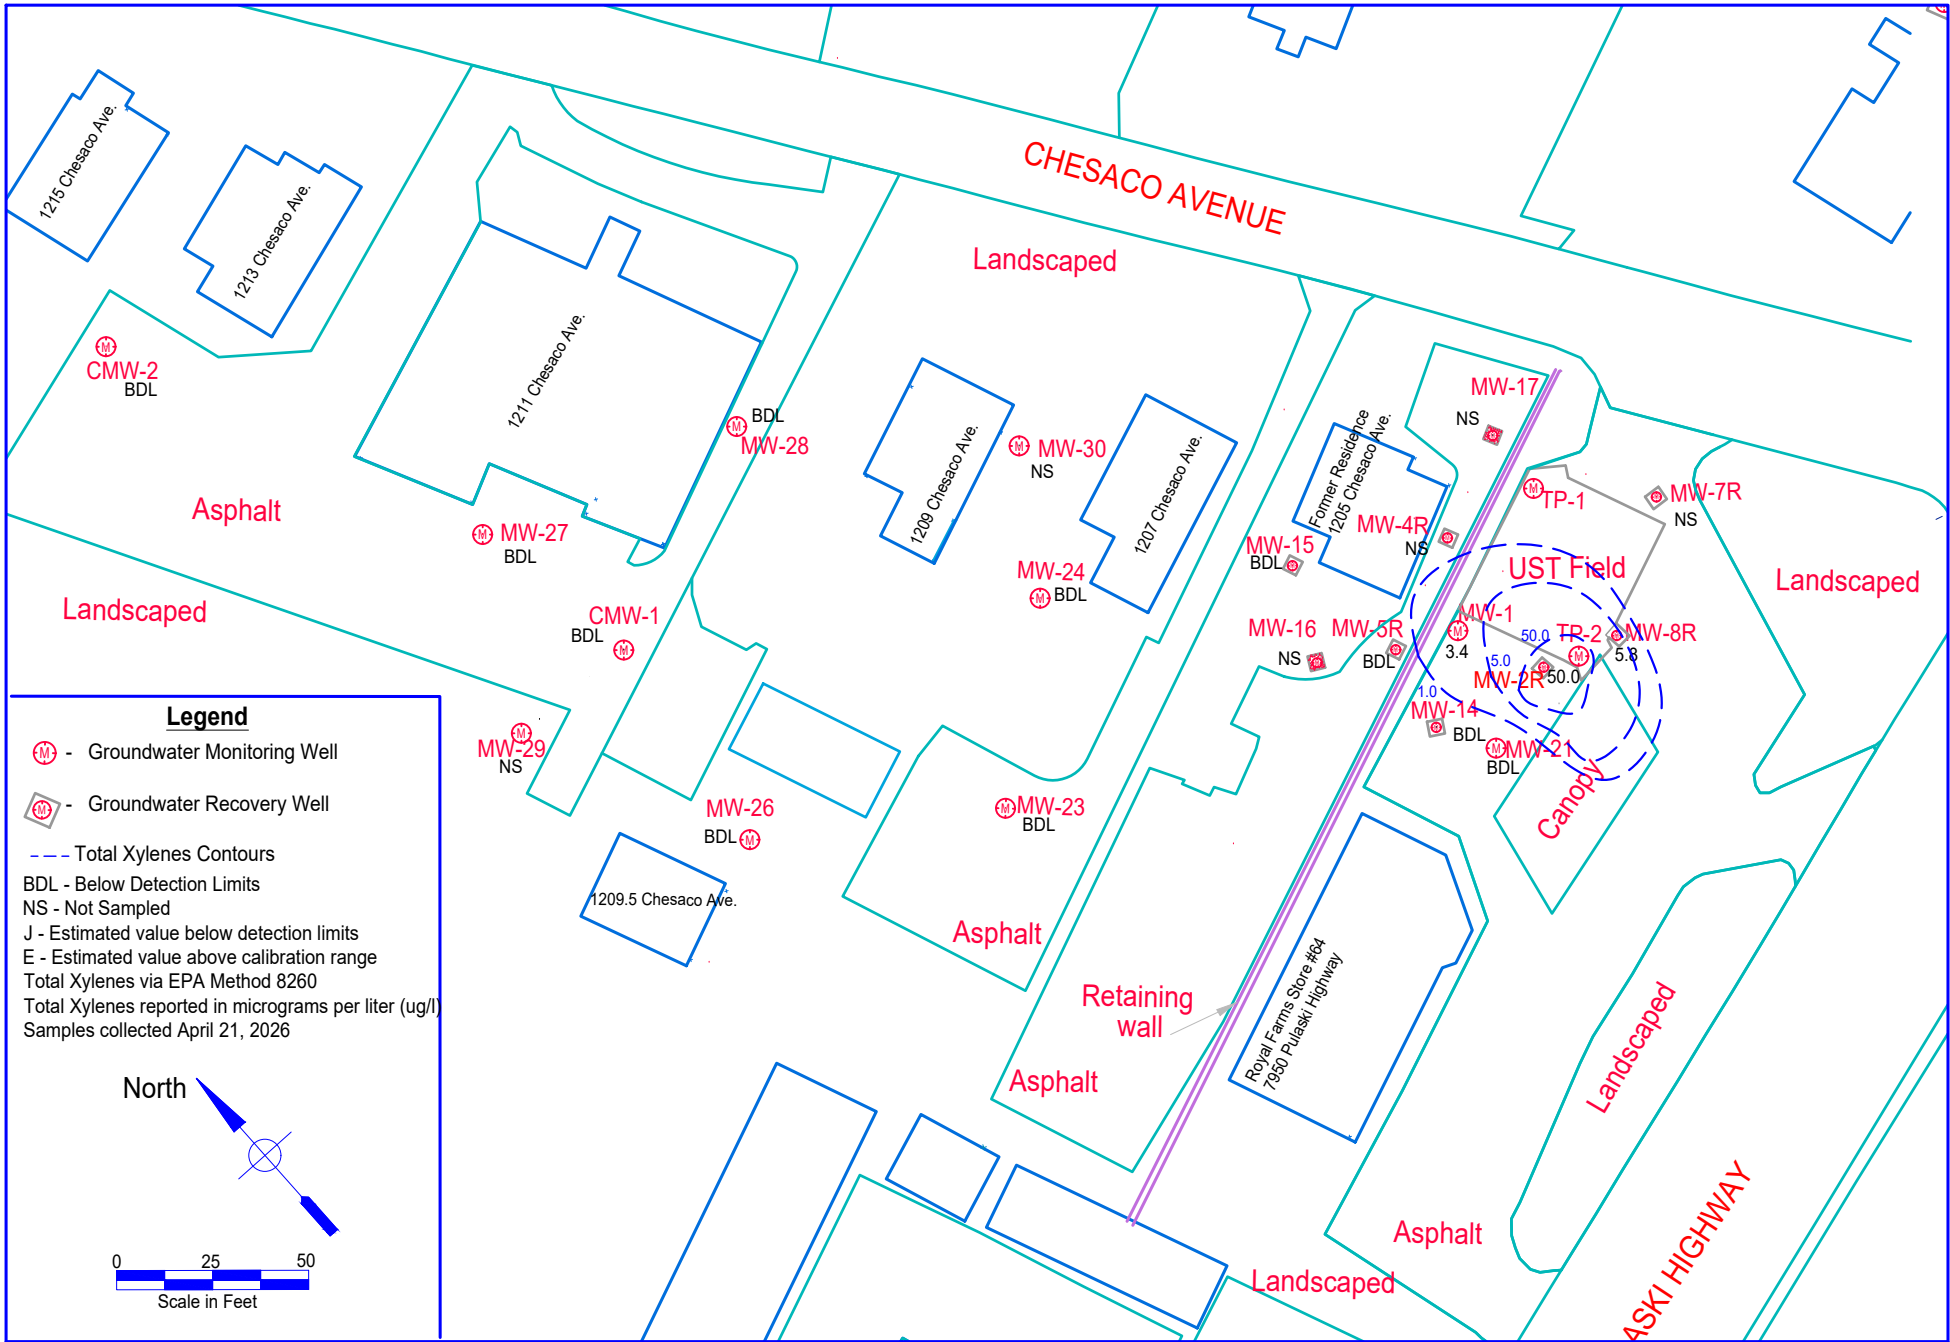 CHESACO AVENUE
1215 Chesaco Ave.
1213 Chesaco Ave.
1211 Chesaco Ave.
Landscaped
CMW-2
BDL
BDL
MW-28
MW-30
NS
1209 Chesaco Ave.
1207 Chesaco Ave.
Former Residence
1205 Chesaco Ave.
MW-17
NS
TP-1
MW-7R
NS
Asphalt
MW-27
BDL
MW-4R
NS
MW-15
BDL
UST Field
Landscaped
MW-24
BDL
Landscaped
CMW-1
BDL
MW-16
NS
MW-5R
BDL
MW-1
3.4
50.0
TP-2
MW-8R
5.8
5.0
MW-2R
50.0
1.0
MW-14
BDL
MW-21
BDL
Canopy
MW-29
NS
MW-26
BDL
MW-23
BDL
1209.5 Chesaco Ave.
Asphalt
Retaining
wall
Asphalt
Royal Farms Store #64
7950 Pulaski Highway
Landscaped
Asphalt
Landscaped
ASKI HIGHWAY
Legend
M - Groundwater Monitoring Well
M - Groundwater Recovery Well
Total Xylenes Contours
BDL - Below Detection Limits
NS - Not Sampled
J - Estimated value below detection limits
E - Estimated value above calibration range
Total Xylenes via EPA Method 8260
Total Xylenes reported in micrograms per liter (ug/l)
Samples collected April 21, 2026
North
0 25 50
Scale in Feet